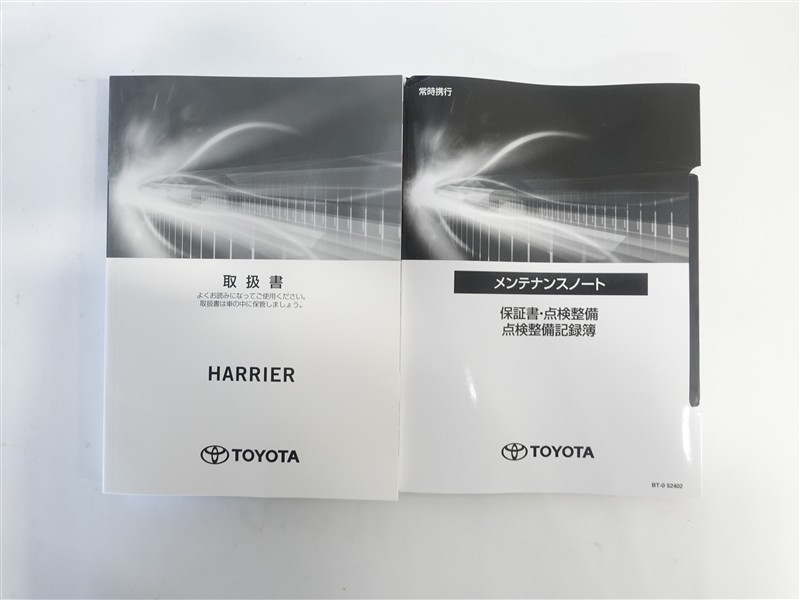 取扱書
よくお読みになってご使用ください。
取扱書は車の中に保管しましょう。
HARRIER
TOYOTA
常時携行
メンテナンスノート
保証書・点検整備
点検整備記録簿
TOYOTA
BT-0 52402